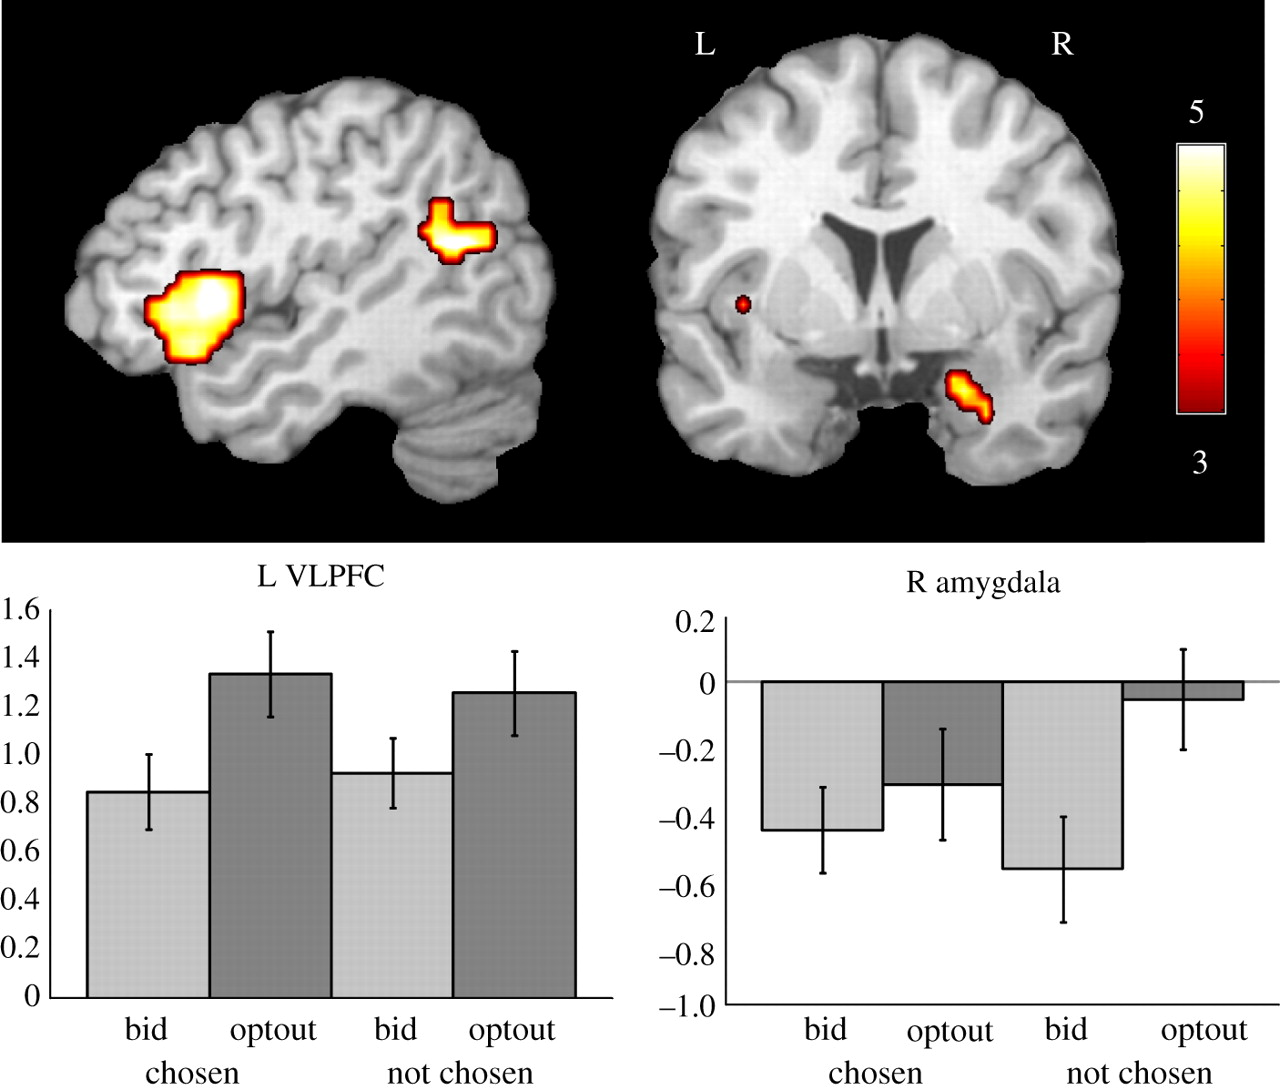 L R
5
3
L VLPFC
1.6
1.4
1.2
1.0
0.8
0.6
0.4
0.2
0
bid optout bid optout
chosen not chosen
R amygdala
0.2
0
–0.2
–0.4
–0.6
–0.8
–1.0
bid optout bid optout
chosen not chosen